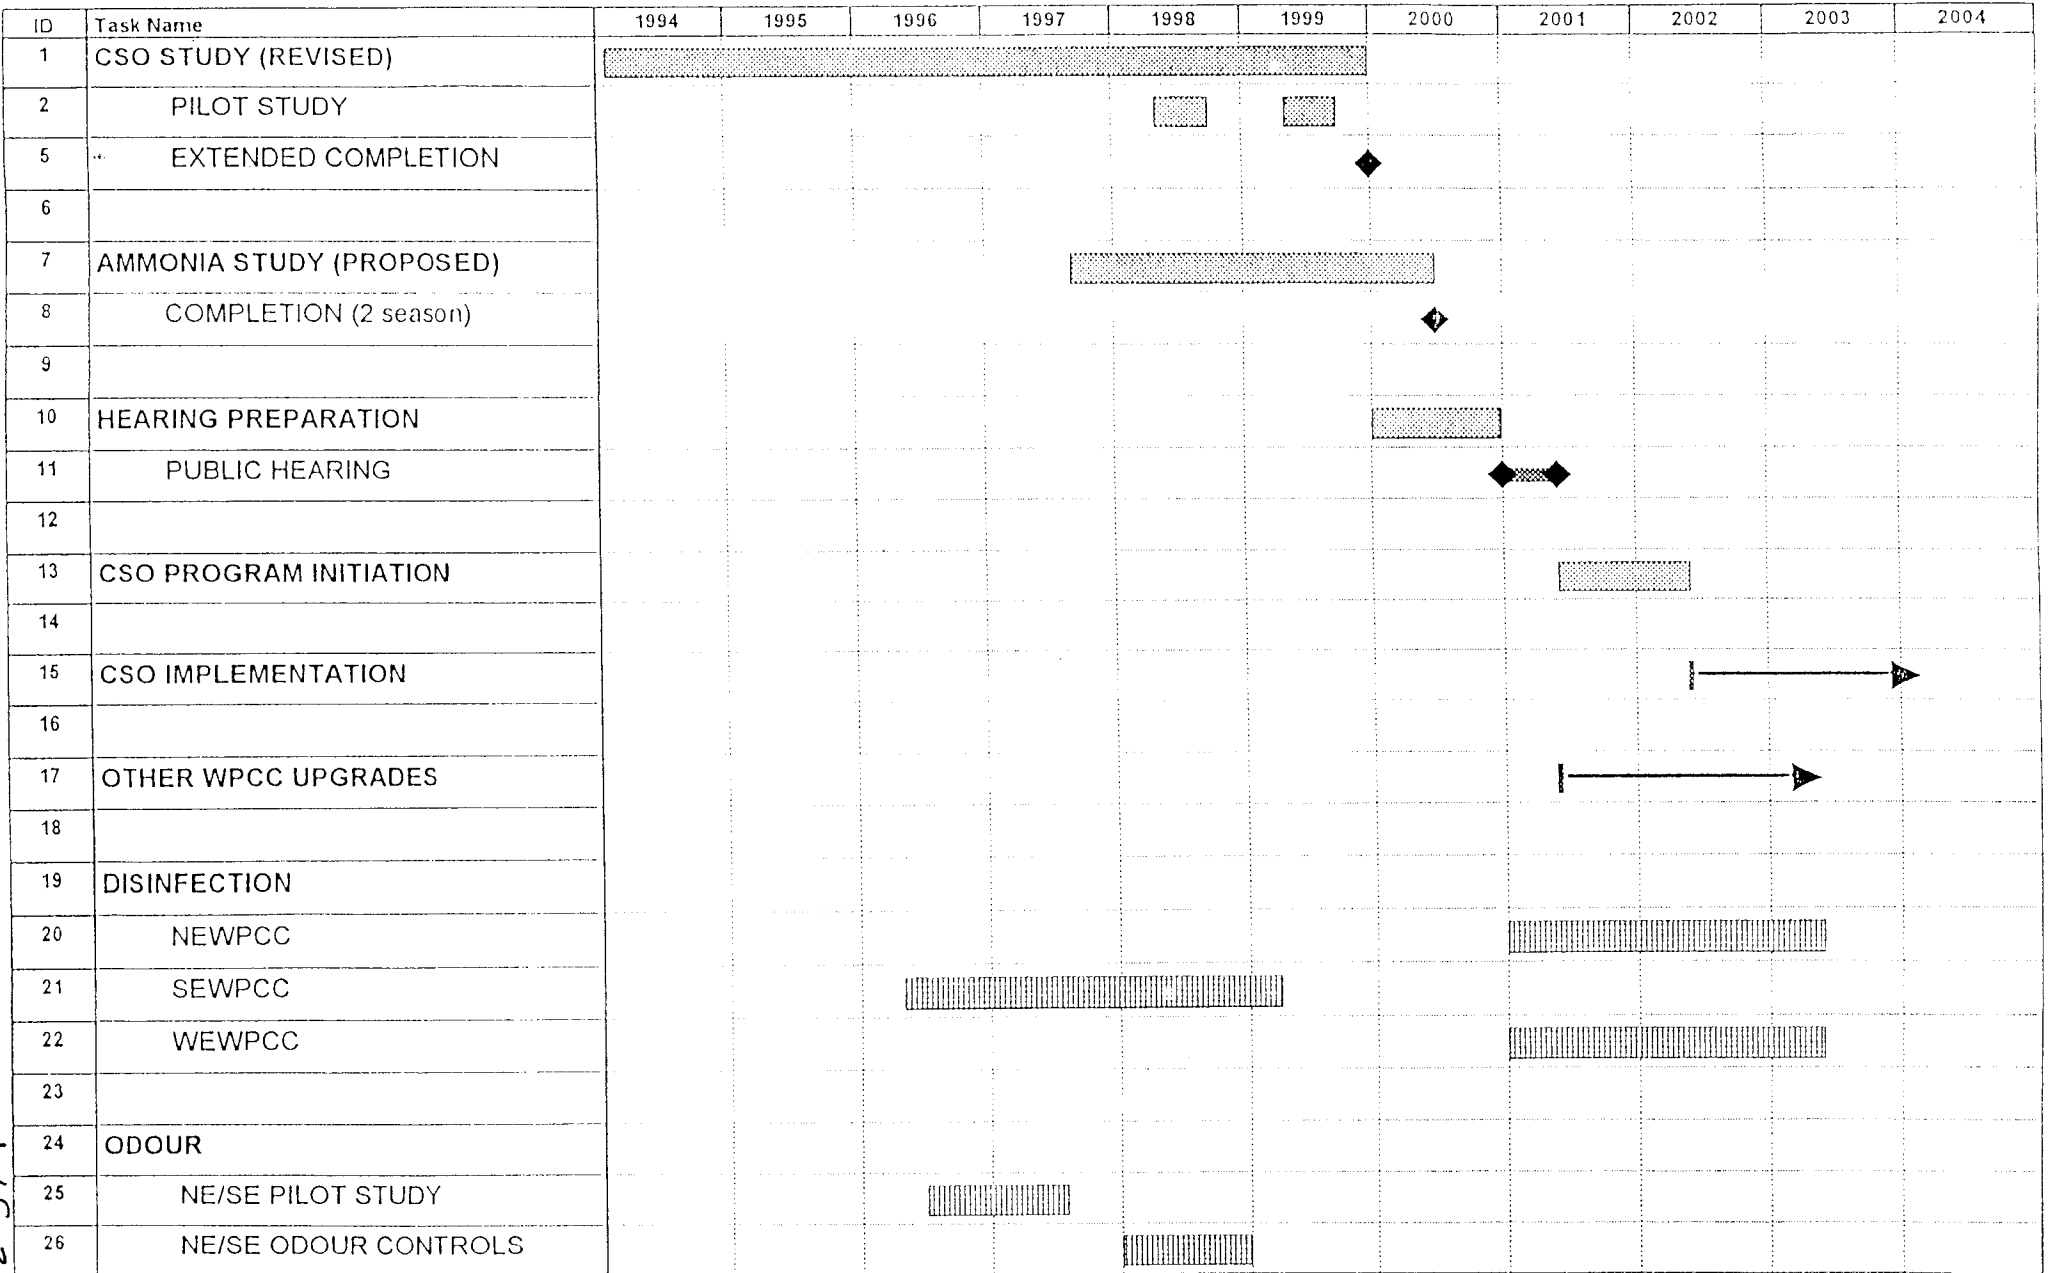 ID Task Name 1994 1995 1996 1997 1998 1999 2000 2001 2002 2003 2004
1 CSO STUDY (REVISED)
2 PILOT STUDY
5 EXTENDED COMPLETION
6
7 AMMONIA STUDY (PROPOSED)
8 COMPLETION (2 season)
9
10 HEARING PREPARATION
11 PUBLIC HEARING
12
13 CSO PROGRAM INITIATION
14
15 CSO IMPLEMENTATION
16
17 OTHER WPCC UPGRADES
18
19 DISINFECTION
20 NEWPCC
21 SEWPCC
22 WEWPCC
23
24 ODOUR
25 NE/SE PILOT STUDY
26 NE/SE ODOUR CONTROLS